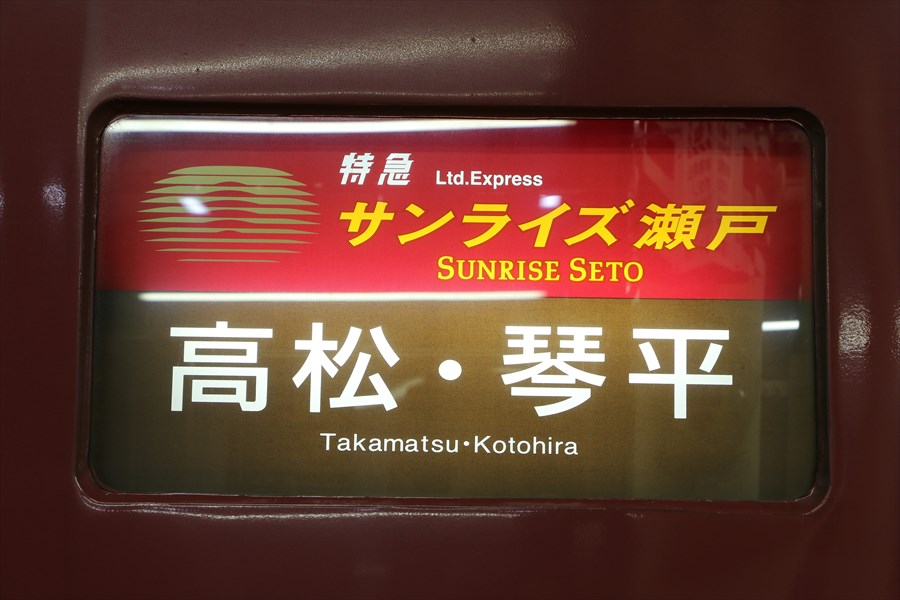 特急 Ltd.Express
サンライズ瀬戸
SUNRISE SETO
高松・琴平
Takamatsu・Kotohira